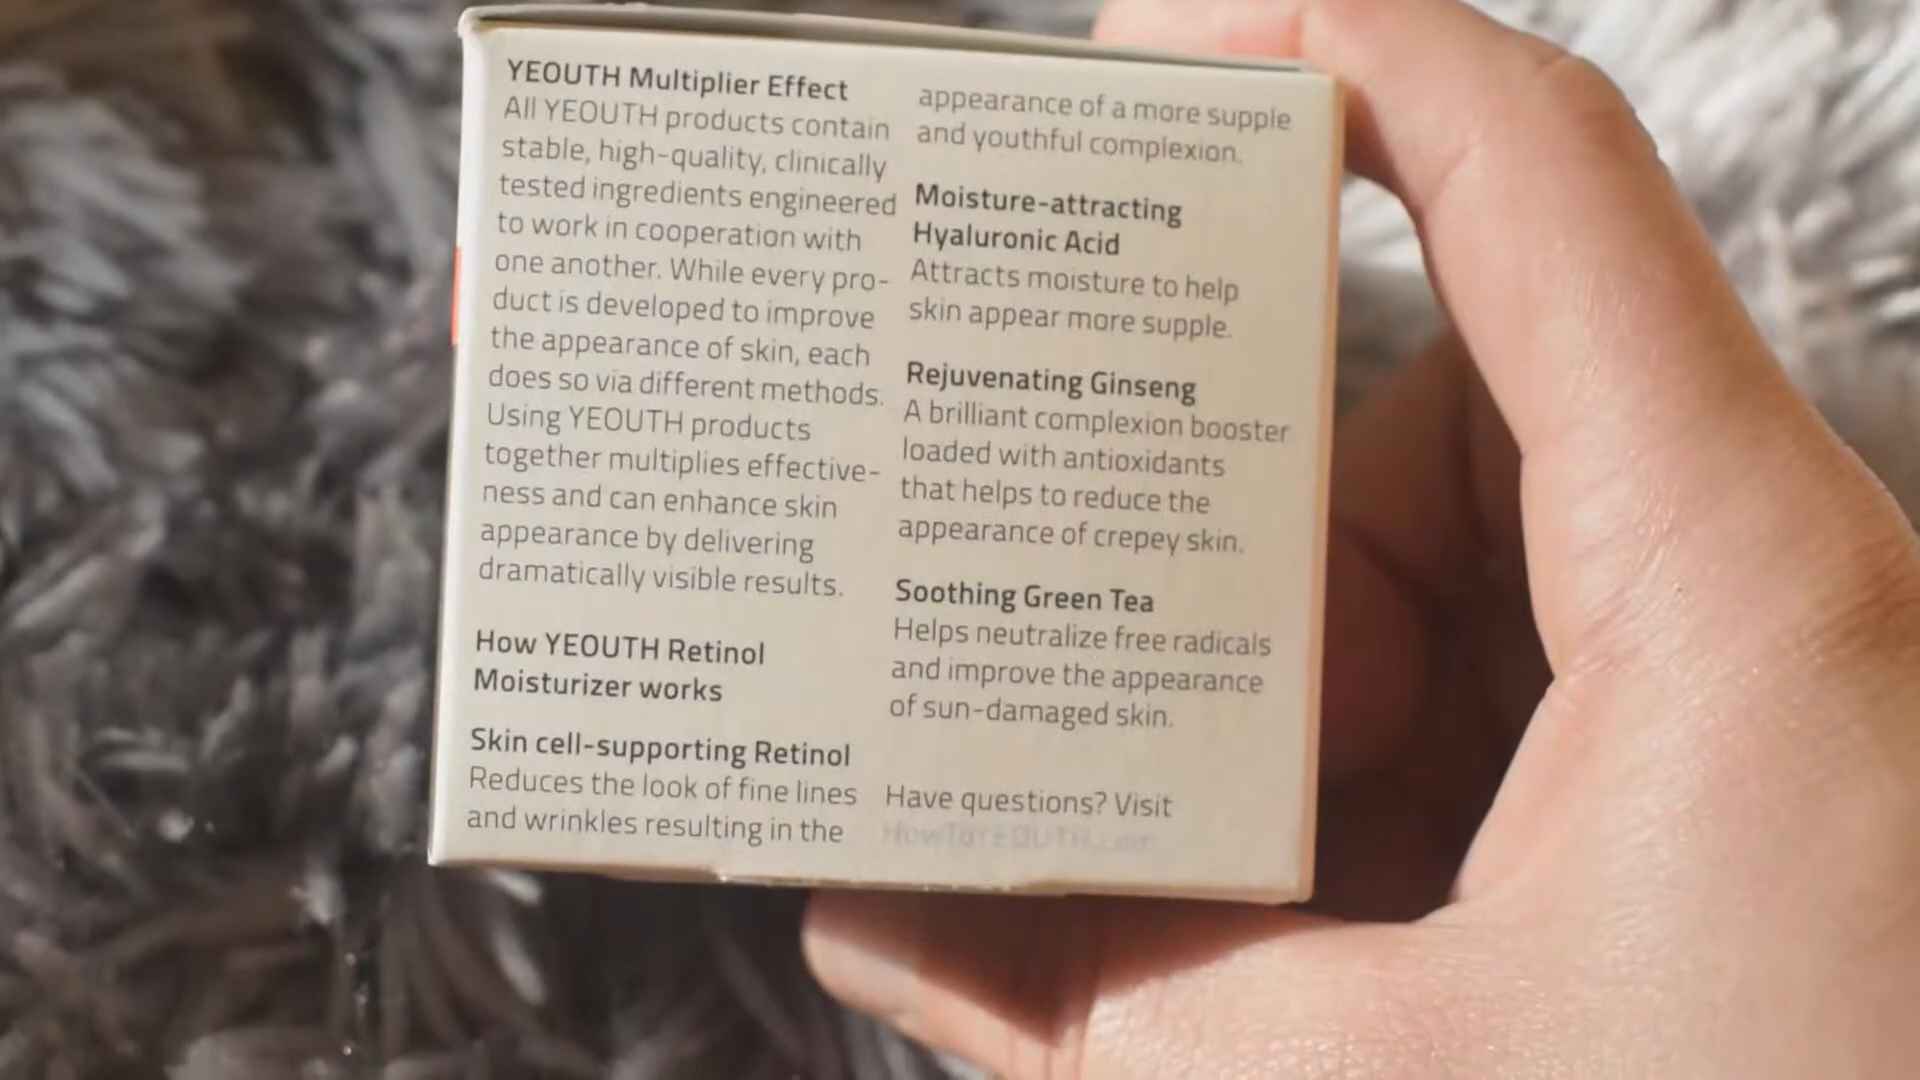 YEOUTH Multiplier Effect
All YEOUTH products contain
stable, high-quality, clinically
tested ingredients engineered
to work in cooperation with
one another. While every pro-
duct is developed to improve
the appearance of skin, each
does so via different methods.
Using YEOUTH products
together multiplies effective-
ness and can enhance skin
appearance by delivering
dramatically visible results.
How YEOUTH Retinol
Moisturizer works
Skin cell-supporting Retinol
Reduces the look of fine lines
and wrinkles resulting in the
appearance of a more supple
and youthful complexion.
Moisture-attracting
Hyaluronic Acid
Attracts moisture to help
skin appear more supple.
Rejuvenating Ginseng
A brilliant complexion booster
loaded with antioxidants
that helps to reduce the
appearance of crepey skin.
Soothing Green Tea
Helps neutralize free radicals
and improve the appearance
of sun-damaged skin.
Have questions? Visit
HowToYEOUTH.com